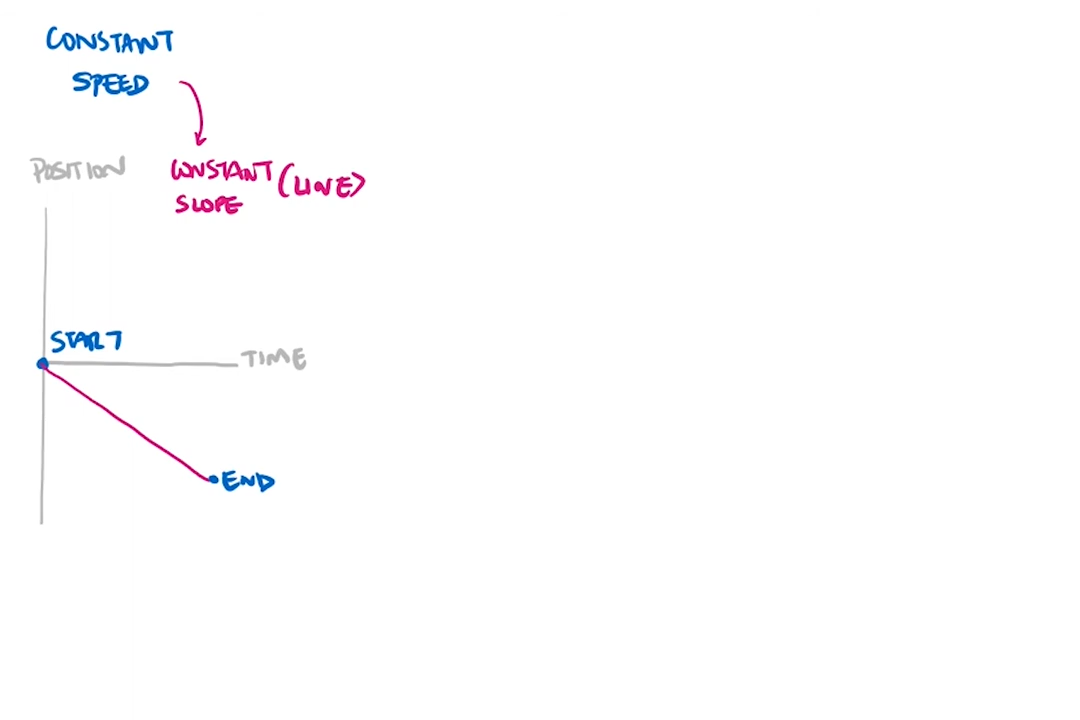 CONSTANT
SPEED
POSITION
CONSTANT (LINE)
SLOPE
START
TIME
END